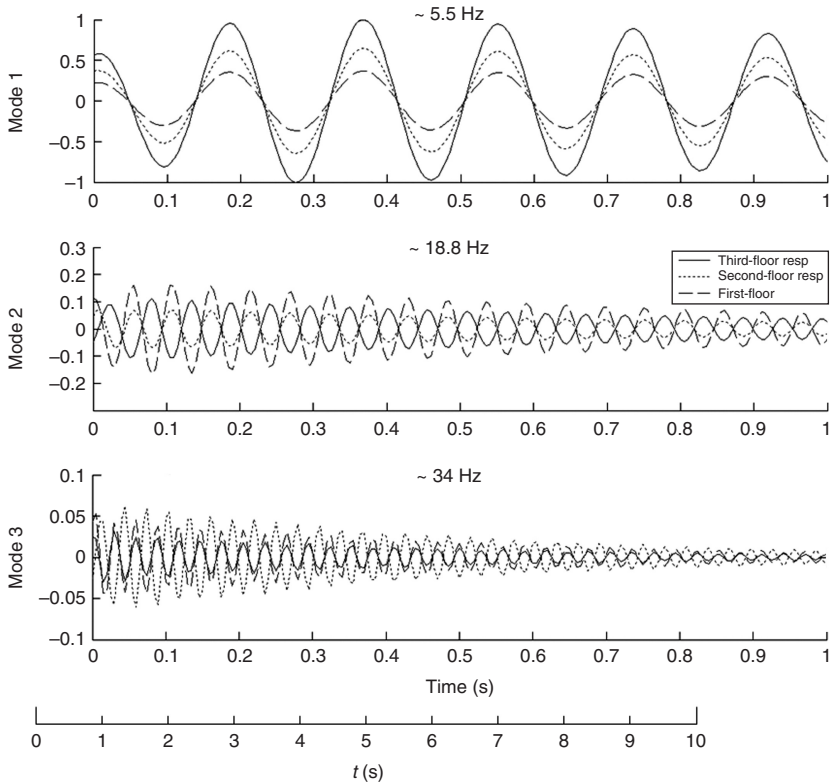 ~ 5.5 Hz
Mode 1
1
0.5
0
−0.5
−1
0 0.1 0.2 0.3 0.4 0.5 0.6 0.7 0.8 0.9 1
~ 18.8 Hz
Mode 2
0.3
0.2
0.1
0
−0.1
−0.2
Third-floor resp
Second-floor resp
First-floor
0 0.1 0.2 0.3 0.4 0.5 0.6 0.7 0.8 0.9 1
~ 34 Hz
Mode 3
0.1
0.05
0
−0.05
−0.1
0 0.1 0.2 0.3 0.4 0.5 0.6 0.7 0.8 0.9 1
Time (s)
0 1 2 3 4 5 6 7 8 9 10
t (s)